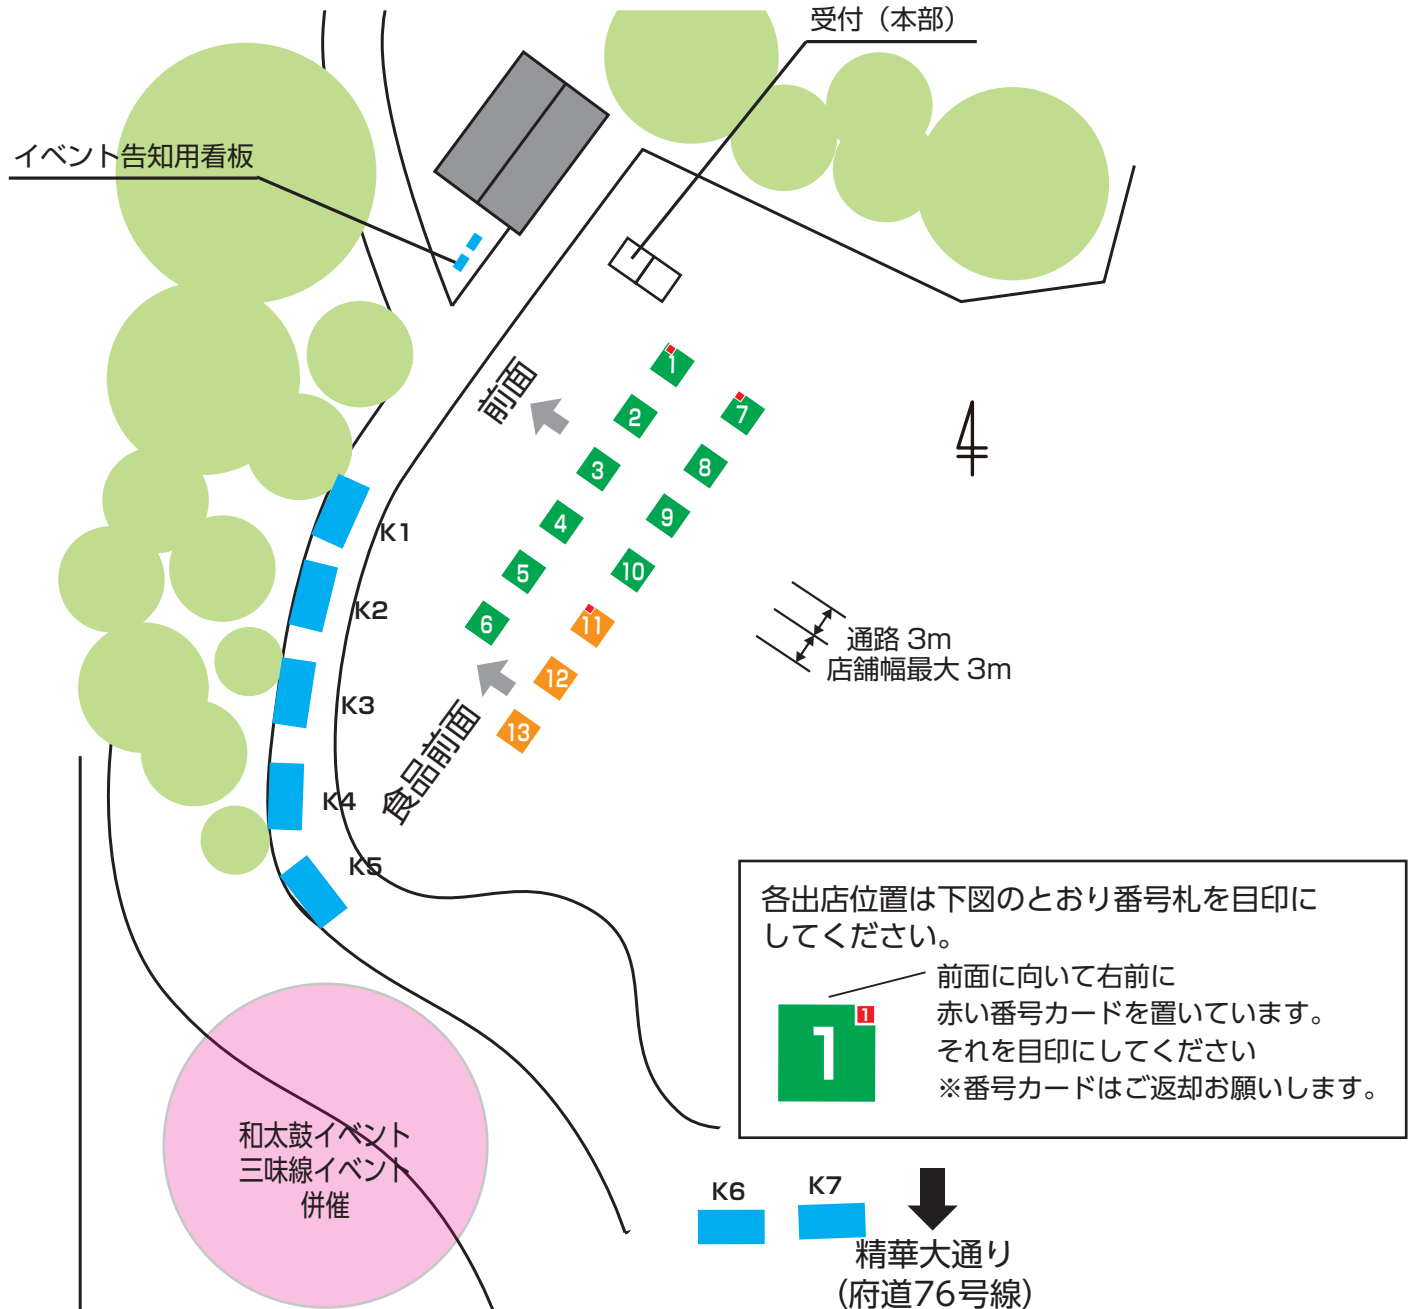 受付（本部）
イベント告知用看板
前面
1
2
3
4
5
6
7
8
9
10
11
12
13
食品前面
K1
K2
K3
K4
K5
通路 3m
店舗幅最大 3m
各出店位置は下図のとおり番号札を目印に
してください。
前面に向いて右前に
赤い番号カードを置いています。
それを目印にしてください
※番号カードはご返却お願いします。
1
1
和太鼓イベント
三味線イベント
併催
K6
K7
精華大通り
（府道76号線）